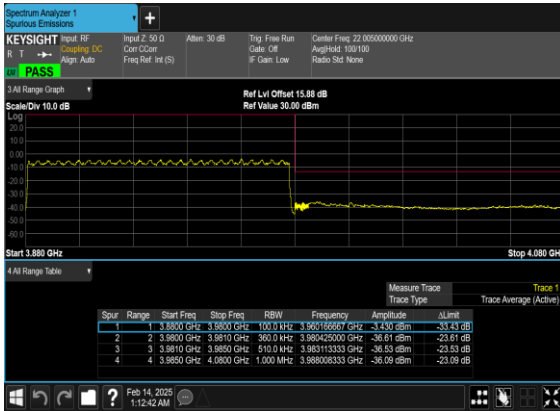 Spectrum Analyzer 1
Spurious Emissions
KEYSIGHT Input: RF Input Z: 50 Ω Atten: 30 dB Trig: Free Run Center Freq: 22.005000000 GHz
R T Coupling: DC Corr CCorr Gate: Off Avg|Hold: 100/100
Align: Auto Freq Ref: Int (S) IF Gain: Low Radio Std: None
PASS
3 All Range Graph
Ref Lvl Offset 15.88 dB
Scale/Div 10.0 dB Ref Value 30.00 dBm
Log
20.0
10.0
0.00
-10.0
-20.0
-30.0
-40.0
-50.0
-60.0
Start 3.880 GHz Stop 4.080 GH
4 All Range Table
Measure Trace Trace 1
Trace Type Trace Average (Active)
Spur Range Start Freq Stop Freq RBW Frequency Amplitude ΔLimit
1 1 3.8800 GHz 3.9800 GHz 100.0 kHz 3.960166667 GHz -3.430 dBm -33.43 dB
2 2 3.9800 GHz 3.9810 GHz 360.0 kHz 3.980425000 GHz -36.61 dBm -23.61 dB
3 3 3.9810 GHz 3.9850 GHz 510.0 kHz 3.983113333 GHz -36.53 dBm -23.53 dB
4 4 3.9850 GHz 4.0800 GHz 1.000 MHz 3.988008333 GHz -36.09 dBm -23.09 dB
Feb 14, 2025
1:12:42 AM